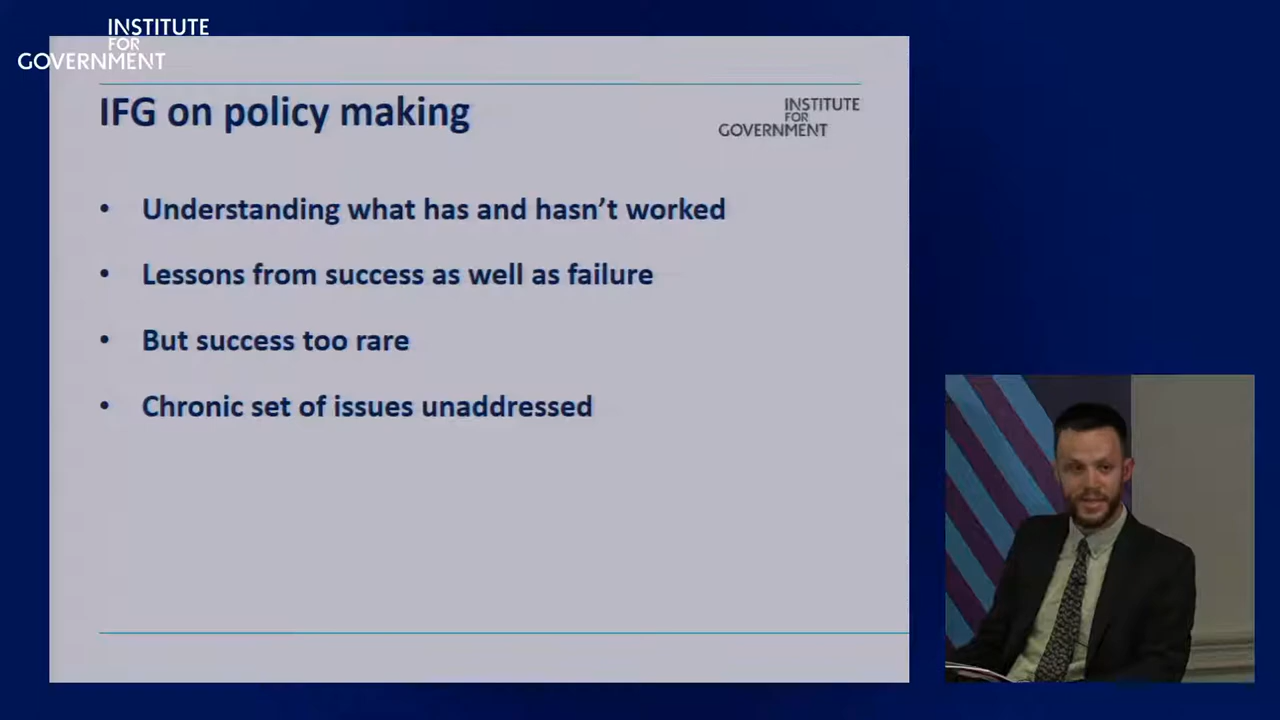 INSTITUTE
FOR
GOVERNMENT
IFG on policy making
INSTITUTE
FOR
GOVERNMENT
• Understanding what has and hasn't worked
• Lessons from success as well as failure
• But success too rare
• Chronic set of issues unaddressed